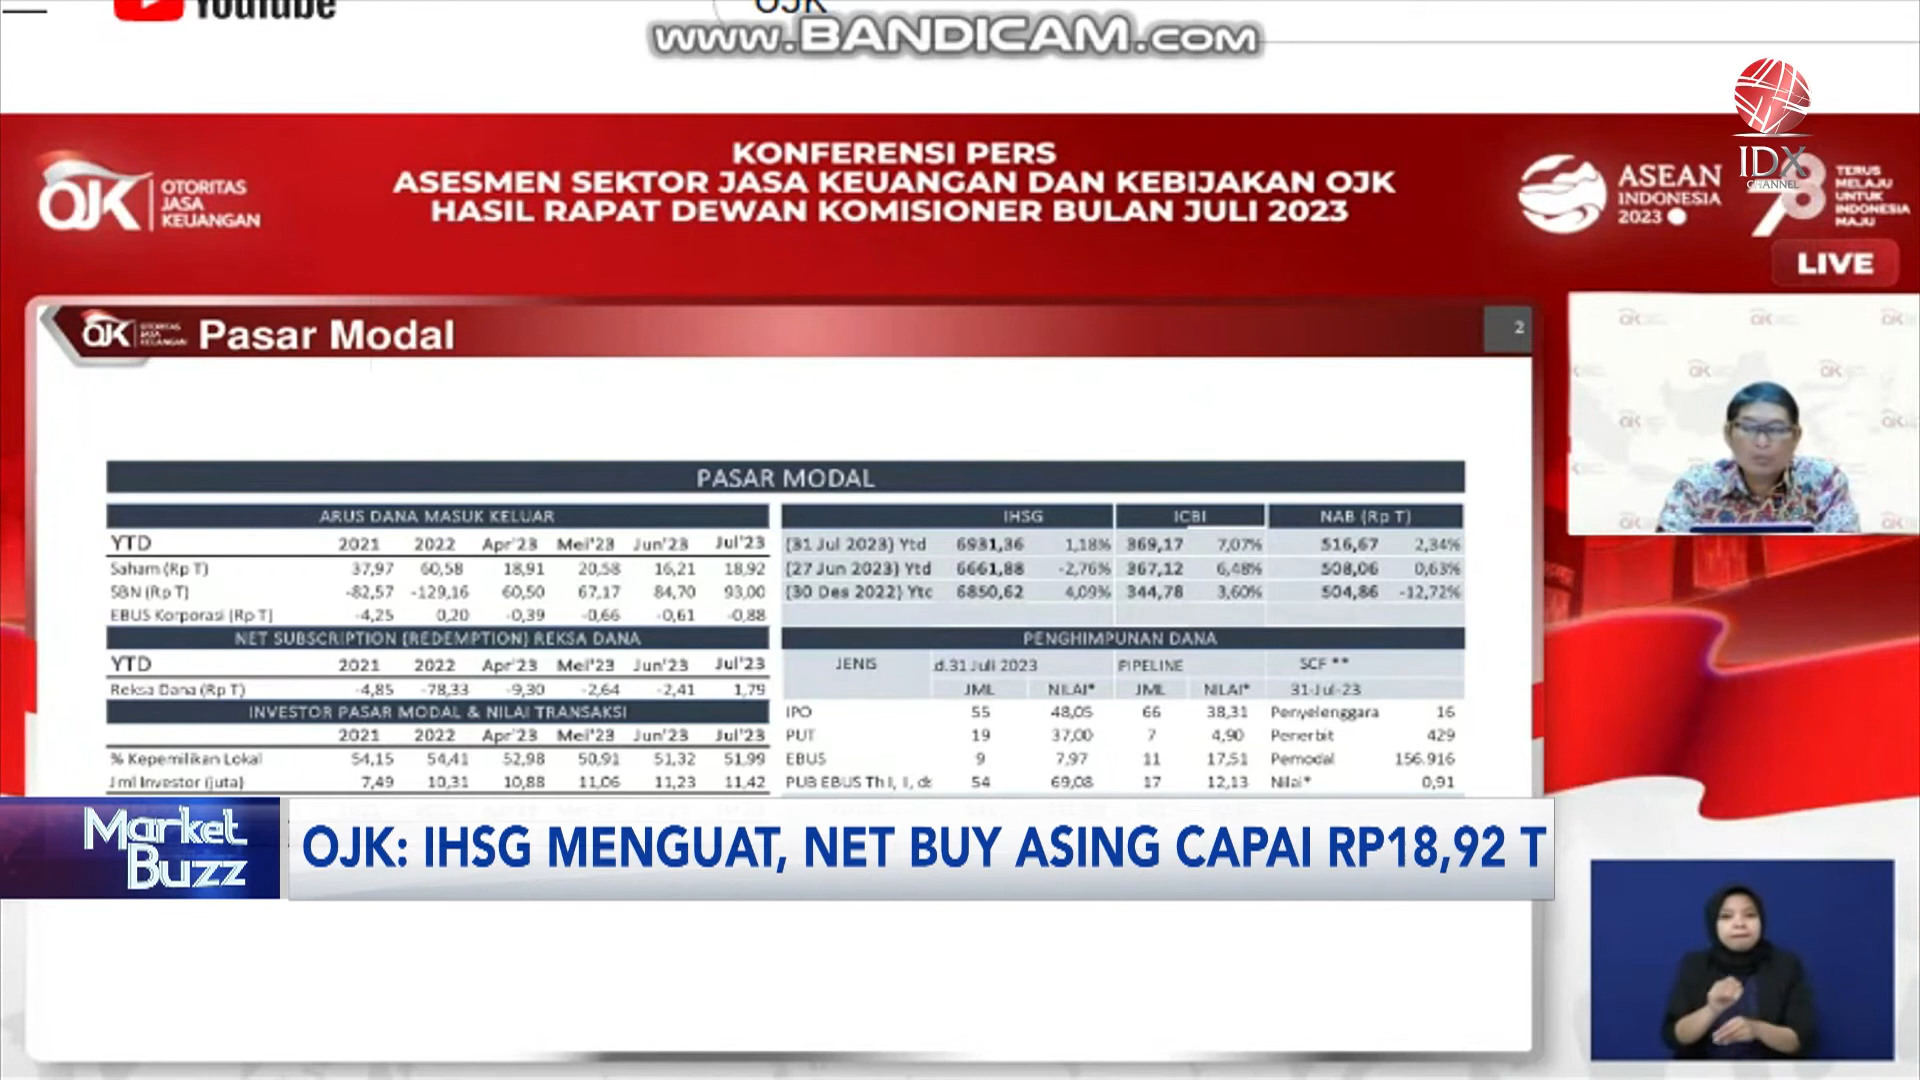 YouTube
OJK
www.BANDICAM.com
OJK
OTORITAS
JASA
KEUANGAN
KONFERENSI PERS
ASESMEN SEKTOR JASA KEUANGAN DAN KEBIJAKAN OJK
HASIL RAPAT DEWAN KOMISIONER BULAN JULI 2023
ASEAN
INDONESIA
2023
IDX
CHANNEL
78
TERUS
MELAJU
UNTUK
INDONESIA
MAJU
LIVE
OJK OTORITAS JASA KEUANGAN Pasar Modal 2
PASAR MODAL
ARUS DANA MASUK KELUAR
YTD 2021 2022 Apr'23 Mei'23 Jun'23 Jul'23
Saham (Rp T) 37,97 60,58 18,91 20,58 16,21 18,92
SBN (Rp T) -82,57 -129,16 60,50 67,17 84,70 93,00
EBUS Korporasi (Rp T) -4,25 0,20 -0,39 -0,66 -0,61 -0,88
NET SUBSCRIPTION (REDEMPTION) REKSA DANA
YTD 2021 2022 Apr'23 Mei'23 Jun'23 Jul'23
Reksa Dana (Rp T) -4,85 -78,33 -9,30 -2,64 -2,41 1,79
INVESTOR PASAR MODAL & NILAI TRANSAKSI
2021 2022 Apr'23 Mei'23 Jun'23 Jul'23
% Kepemilikan Lokal 54,15 54,41 52,98 50,91 51,32 51,99
Jml Investor (juta) 7,49 10,31 10,88 11,06 11,23 11,42
IHSG ICBI NAB (Rp T)
(31 Jul 2023) Ytd 6931,36 1,18% 369,17 7,07% 516,67 2,34%
(27 Jun 2023) Ytd 6661,88 -2,76% 367,12 6,48% 508,06 0,63%
(30 Des 2022) Ytd 6850,62 4,09% 344,78 3,60% 504,86 -12,72%
PENGHIMPUNAN DANA
JENIS d.31 Juli 2023 PIPELINE SCF **
JML NILAI* JML NILAI* 31-Jul-23
IPO 55 48,05 66 38,31 Penyelenggara 16
PUT 19 37,00 7 4,90 Penerbit 429
EBUS 9 7,97 11 17,51 Pemodal 156.916
PUB EBUS Th I, I, dc 54 69,08 17 12,13 Nilai* 0,91
Market
Buzz
OJK: IHSG MENGUAT, NET BUY ASING CAPAI RP18,92 T